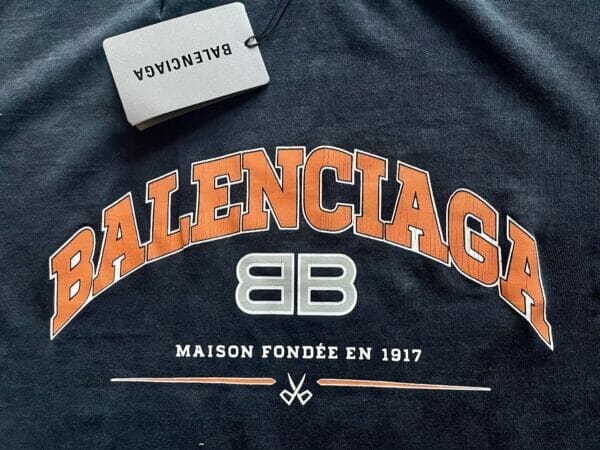 BALENCIAGA
BALENCIAGA
BB
MAISON FONDÉE EN 1917